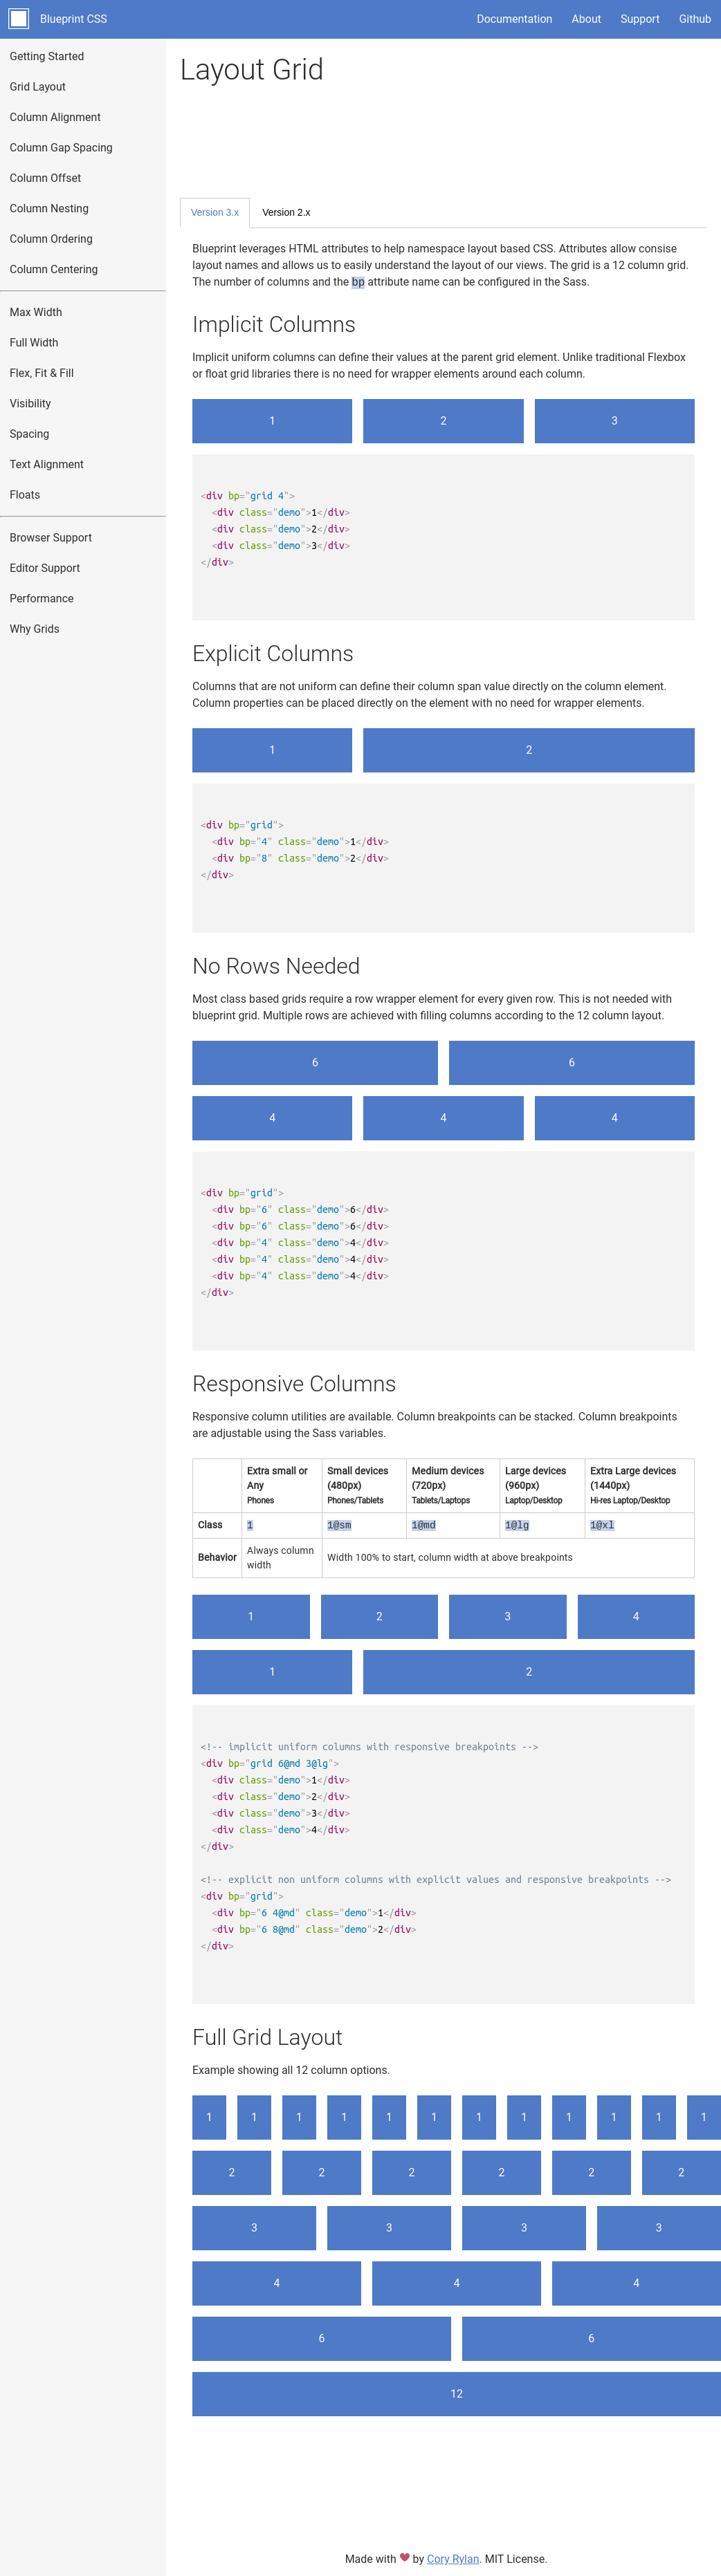 Blueprint CSS
Documentation About Support Github
Getting Started
Grid Layout
Column Alignment
Column Gap Spacing
Column Offset
Column Nesting
Column Ordering
Column Centering
Max Width
Full Width
Flex, Fit & Fill
Visibility
Spacing
Text Alignment
Floats
Browser Support
Editor Support
Performance
Why Grids
Layout Grid
Version 3.x Version 2.x
Blueprint leverages HTML attributes to help namespace layout based CSS. Attributes allow consise
layout names and allows us to easily understand the layout of our views. The grid is a 12 column grid.
The number of columns and the bp attribute name can be configured in the Sass.
Implicit Columns
Implicit uniform columns can define their values at the parent grid element. Unlike traditional Flexbox
or float grid libraries there is no need for wrapper elements around each column.
1 2 3
<div bp="grid 4">
  <div class="demo">1</div>
  <div class="demo">2</div>
  <div class="demo">3</div>
</div>
Explicit Columns
Columns that are not uniform can define their column span value directly on the column element.
Column properties can be placed directly on the element with no need for wrapper elements.
1 2
<div bp="grid">
  <div bp="4" class="demo">1</div>
  <div bp="8" class="demo">2</div>
</div>
No Rows Needed
Most class based grids require a row wrapper element for every given row. This is not needed with
blueprint grid. Multiple rows are achieved with filling columns according to the 12 column layout.
6 6
4 4 4
<div bp="grid">
  <div bp="6" class="demo">6</div>
  <div bp="6" class="demo">6</div>
  <div bp="4" class="demo">4</div>
  <div bp="4" class="demo">4</div>
  <div bp="4" class="demo">4</div>
</div>
Responsive Columns
Responsive column utilities are available. Column breakpoints can be stacked. Column breakpoints
are adjustable using the Sass variables.
Extra small or Small devices Medium devices Large devices Extra Large devices
Any (480px) (720px) (960px) (1440px)
Phones Phones/Tablets Tablets/Laptops Laptop/Desktop Hi-res Laptop/Desktop
Class 1 1@sm 1@md 1@lg 1@xl
Behavior Always column width Width 100% to start, column width at above breakpoints
1 2 3 4
1 2
<!-- implicit uniform columns with responsive breakpoints -->
<div bp="grid 6@md 3@lg">
  <div class="demo">1</div>
  <div class="demo">2</div>
  <div class="demo">3</div>
  <div class="demo">4</div>
</div>
<!-- explicit non uniform columns with explicit values and responsive breakpoints -->
<div bp="grid">
  <div bp="6 4@md" class="demo">1</div>
  <div bp="6 8@md" class="demo">2</div>
</div>
Full Grid Layout
Example showing all 12 column options.
1 1 1 1 1 1 1 1 1 1 1 1
2 2 2 2 2 2
3 3 3 3
4 4 4
6 6
12
Made with ❤ by Cory Rylan. MIT License.